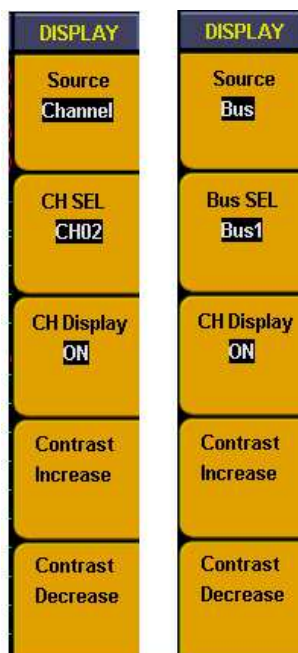 DISPLAY
Source
Channel
CH SEL
CH02
CH Display
ON
Contrast
Increase
Contrast
Decrease
DISPLAY
Source
Bus
Bus SEL
Bus1
CH Display
ON
Contrast
Increase
Contrast
Decrease